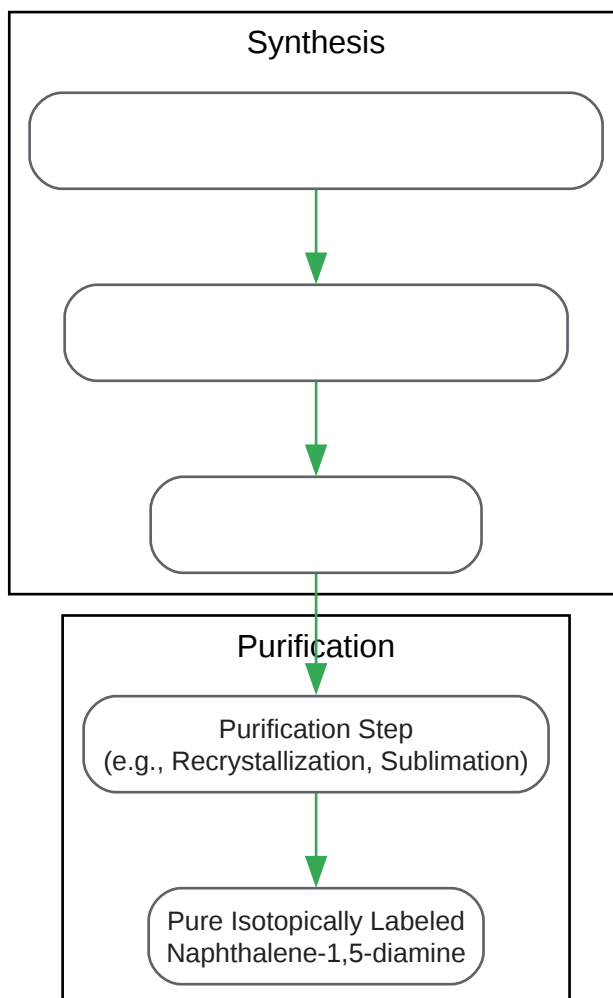 Synthesis
Purification
Purification Step
(e.g., Recrystallization, Sublimation)
Pure Isotopically Labeled
Naphthalene-1,5-diamine